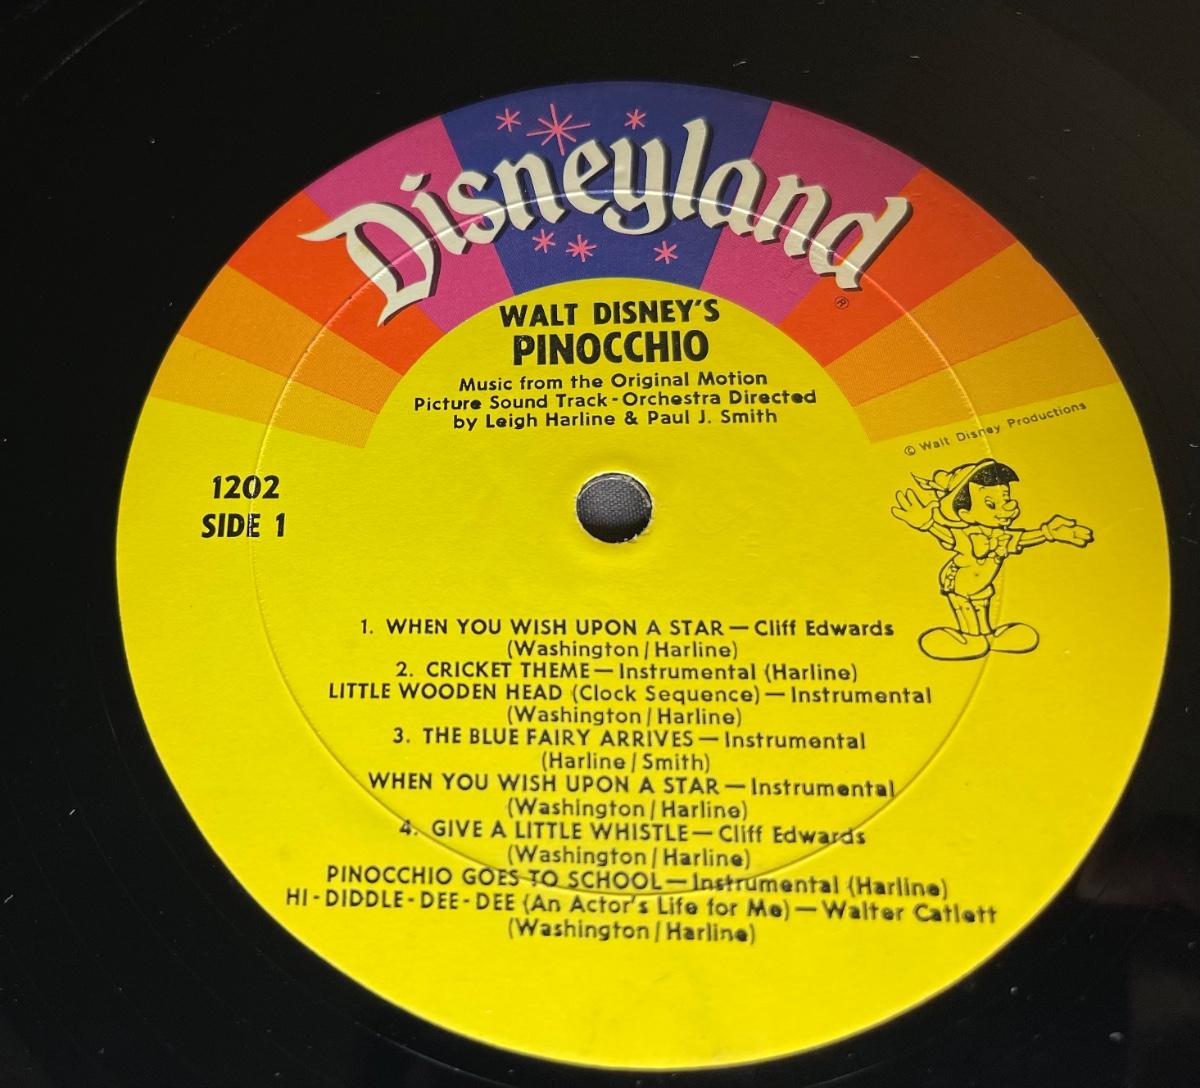 Disneyland
®
WALT DISNEY'S
PINOCCHIO
Music from the Original Motion
Picture Sound Track - Orchestra Directed
by Leigh Harline & Paul J. Smith
© Walt Disney Productions
1202
SIDE 1
1. WHEN YOU WISH UPON A STAR — Cliff Edwards
(Washington / Harline)
2. CRICKET THEME — Instrumental (Harline)
LITTLE WOODEN HEAD (Clock Sequence) — Instrumental
(Washington / Harline)
3. THE BLUE FAIRY ARRIVES — Instrumental
(Harline / Smith)
WHEN YOU WISH UPON A STAR — Instrumental
(Washington / Harline)
4. GIVE A LITTLE WHISTLE — Cliff Edwards
(Washington / Harline)
PINOCCHIO GOES TO SCHOOL — Instrumental (Harline)
HI - DIDDLE - DEE - DEE (An Actor's Life for Me) — Walter Catlett
(Washington / Harline)